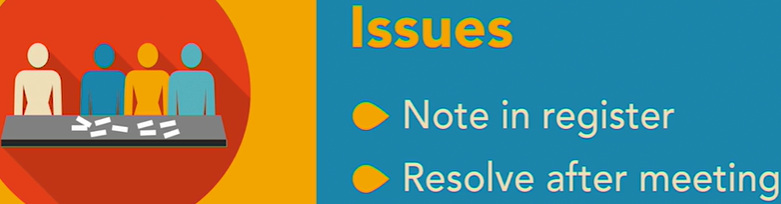 Issues
Note in register
Resolve after meeting